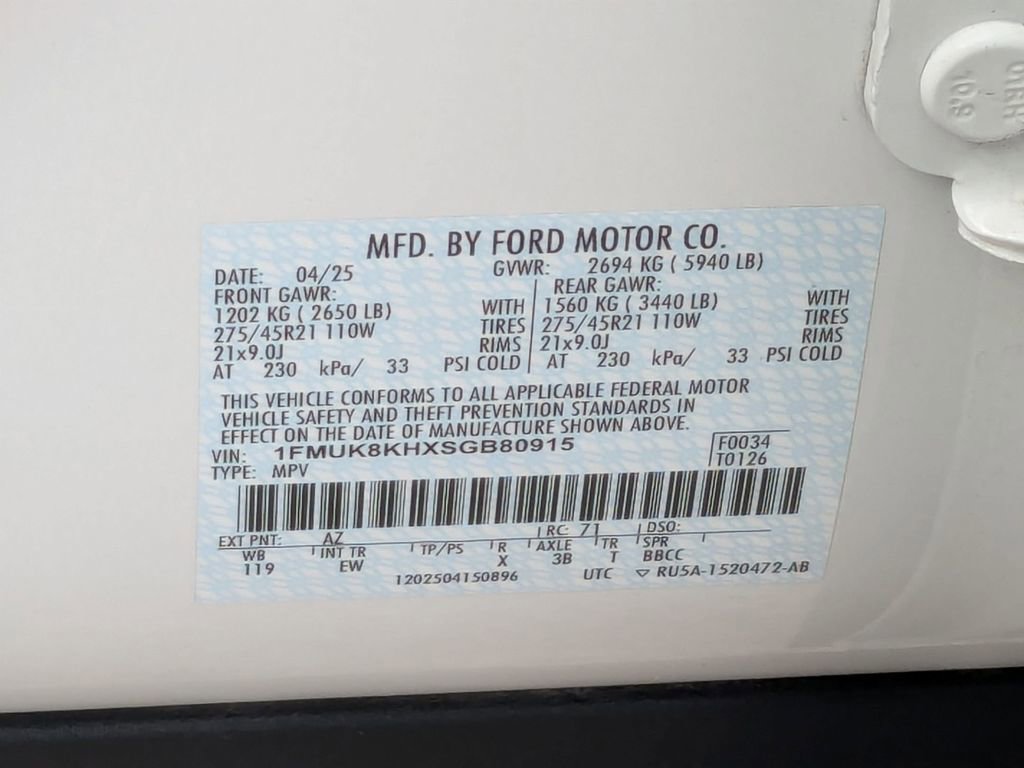 MFD. BY FORD MOTOR CO.
DATE: 04/25 GVWR: 2694 KG ( 5940 LB)
FRONT GAWR: REAR GAWR:
1202 KG ( 2650 LB) WITH 1560 KG ( 3440 LB) WITH
275/45R21 110W TIRES 275/45R21 110W TIRES
21x9.0J RIMS 21x9.0J RIMS
AT 230 kPa/ 33 PSI COLD AT 230 kPa/ 33 PSI COLD
THIS VEHICLE CONFORMS TO ALL APPLICABLE FEDERAL MOTOR
VEHICLE SAFETY AND THEFT PREVENTION STANDARDS IN
EFFECT ON THE DATE OF MANUFACTURE SHOWN ABOVE.
VIN: 1FMUK8KHXSGB80915 F0034
TYPE: MPV T0126
EXT PNT: AZ RC: 71 DSO:
WB INT TR TP/PS R AXLE TR SPR
119 EW X 3B T BBCC
1202504150896 UTC ▽ RU5A-1520472-AB
10.9